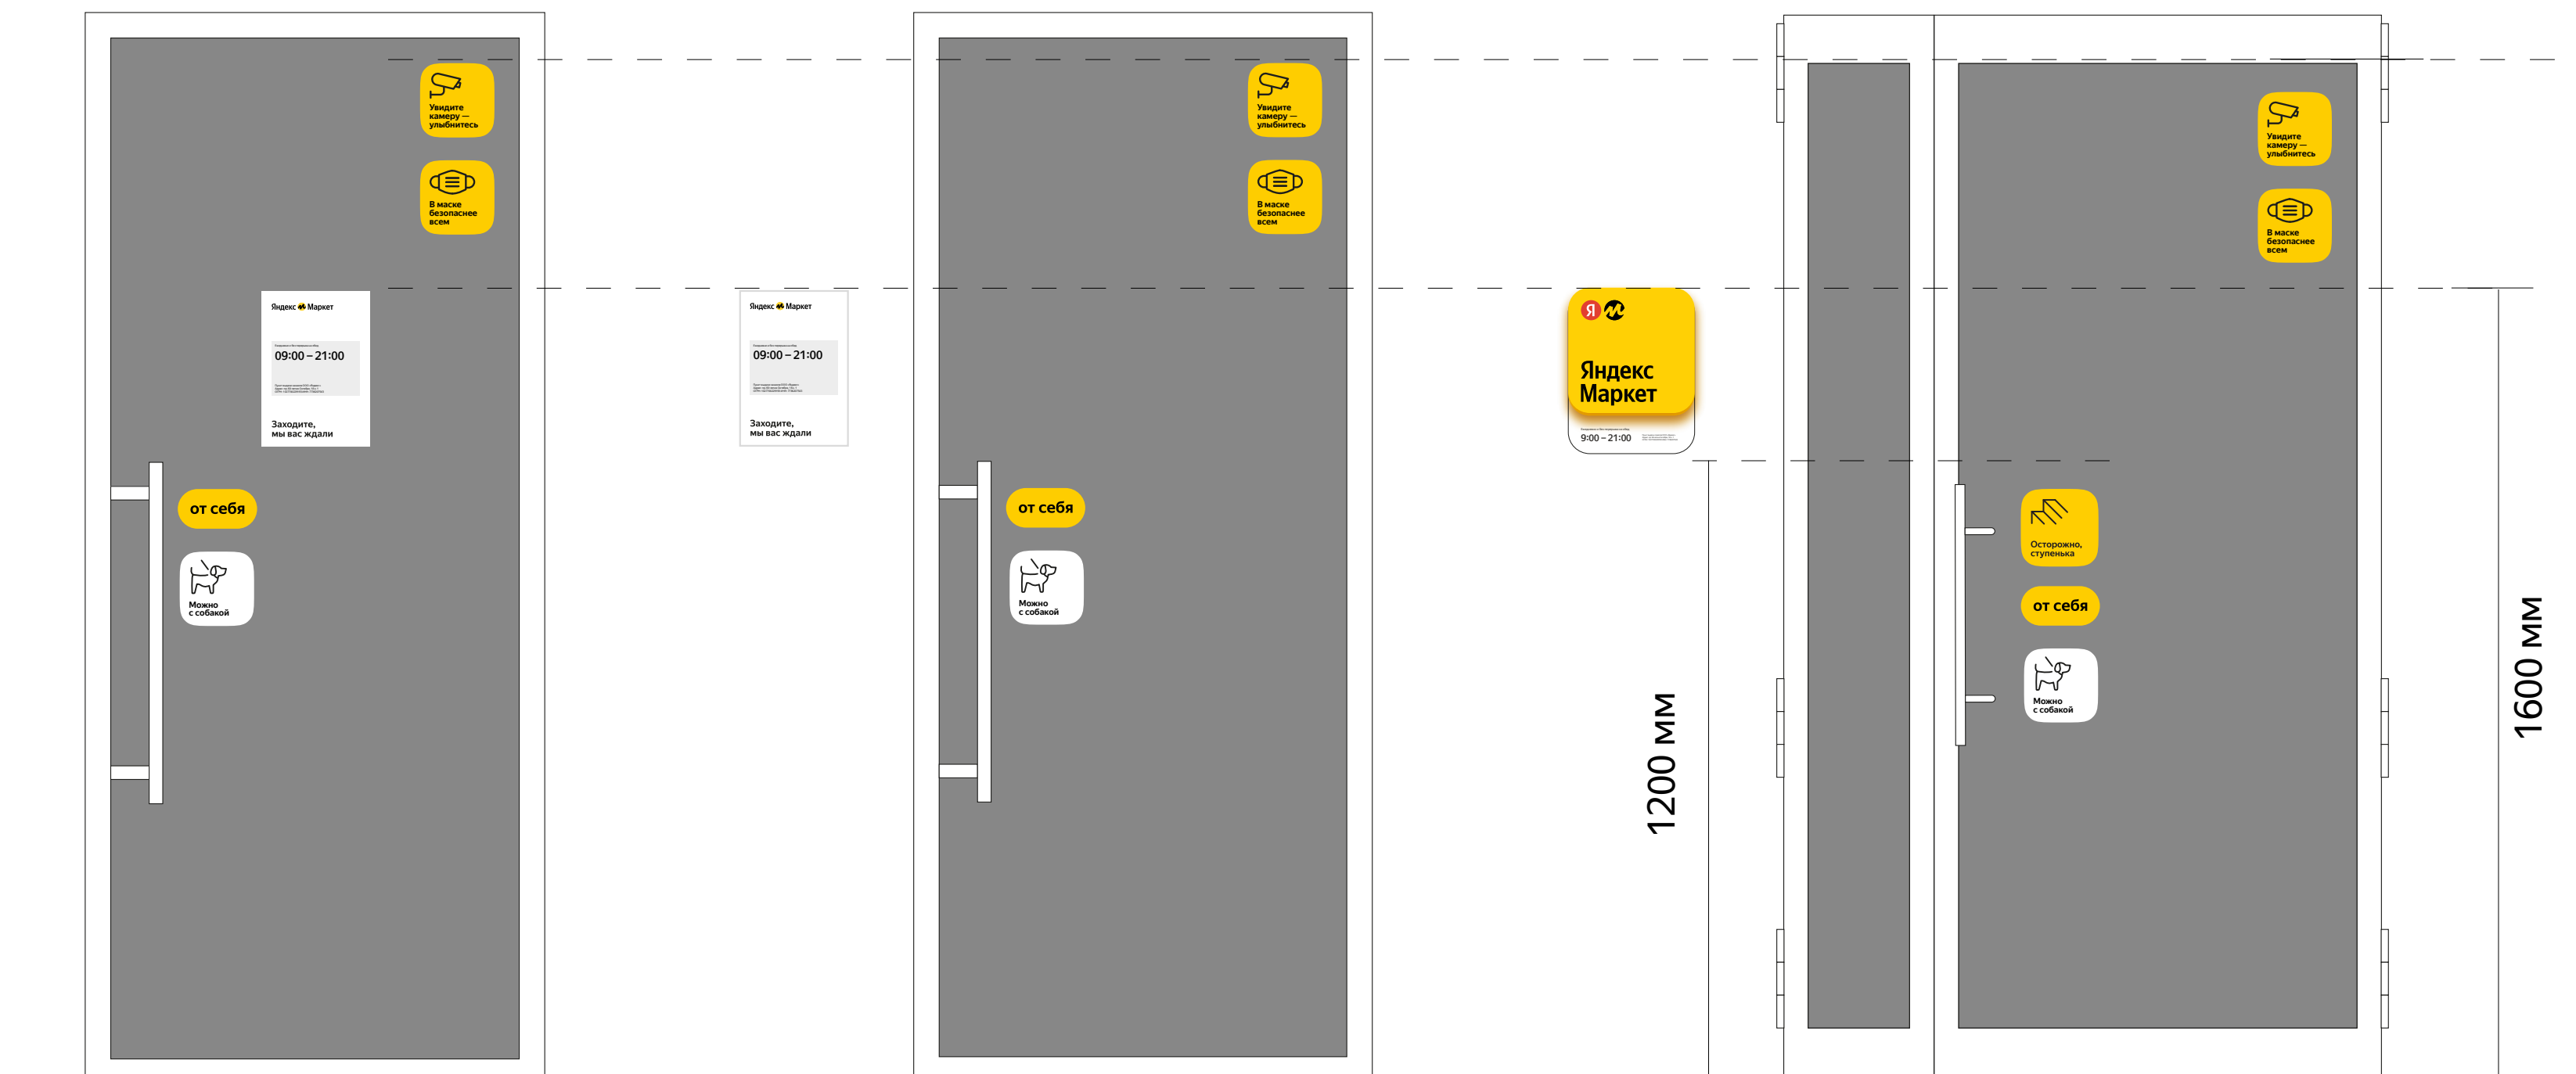 Увидите
камеру —
улыбнитесь
В маске
безопаснее
всем
Яндекс Маркет
09:00 – 21:00
Заходите,
мы вас ждали
от себя
Можно
с собакой
Яндекс Маркет
09:00 – 21:00
Заходите,
мы вас ждали
Увидите
камеру —
улыбнитесь
В маске
безопаснее
всем
от себя
Можно
с собакой
Я
Яндекс
Маркет
9:00 – 21:00
1200 мм
Увидите
камеру —
улыбнитесь
В маске
безопаснее
всем
Осторожно,
ступенька
от себя
Можно
с собакой
1600 мм